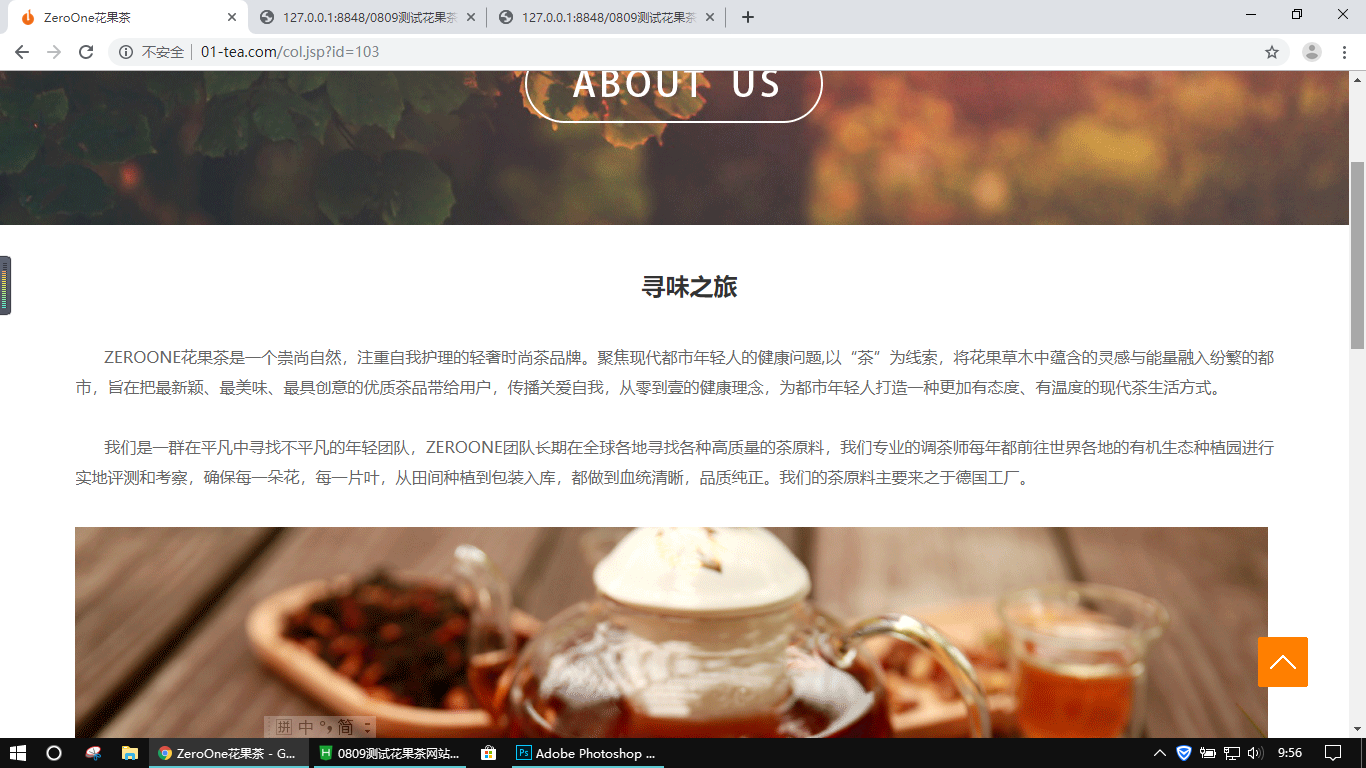 ZeroOne花果茶
127.0.0.1:8848/0809测试花果茶
127.0.0.1:8848/0809测试花果茶
不安全
01-tea.com/col.jsp?id=103
ABOUT US
寻味之旅
ZEROONE花果茶是一个崇尚自然，注重自我护理的轻奢时尚茶品牌。聚焦现代都市年轻人的健康问题,以“茶”为线索，将花果草木中蕴含的灵感与能量融入纷繁的都
市，旨在把最新颖、最美味、最具创意的优质茶品带给用户，传播关爱自我，从零到壹的健康理念，为都市年轻人打造一种更加有态度、有温度的现代茶生活方式。
我们是一群在平凡中寻找不平凡的年轻团队，ZEROONE团队长期在全球各地寻找各种高质量的茶原料，我们专业的调茶师每年都前往世界各地的有机生态种植园进行
实地评测和考察，确保每一朵花，每一片叶，从田间种植到包装入库，都做到血统清晰，品质纯正。我们的茶原料主要来之于德国工厂。
拼 中 °, 简
ZeroOne花果茶 - G...
0809测试花果茶网站...
Ps
Adobe Photoshop ...
9:56